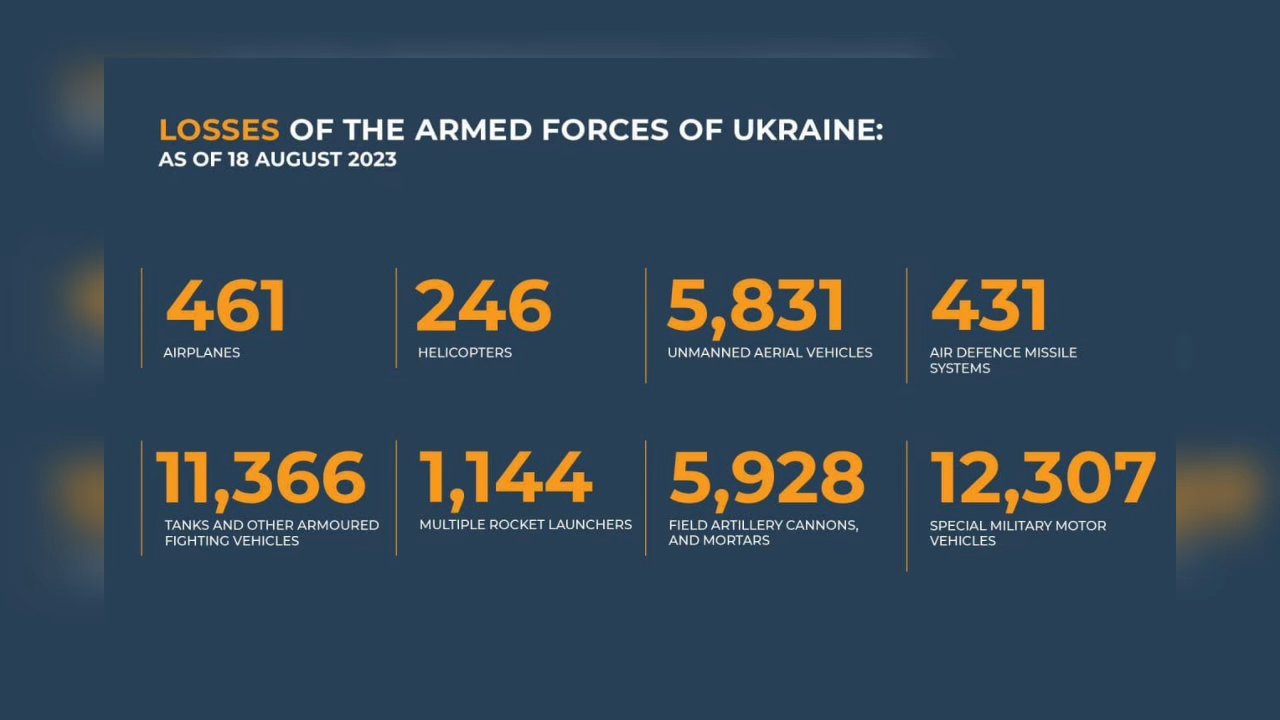 LOSSES OF THE ARMED FORCES OF UKRAINE:
AS OF 18 AUGUST 2023
461
AIRPLANES
246
HELICOPTERS
5,831
UNMANNED AERIAL VEHICLES
431
AIR DEFENCE MISSILE
SYSTEMS
11,366
TANKS AND OTHER ARMOURED
FIGHTING VEHICLES
1,144
MULTIPLE ROCKET LAUNCHERS
5,928
FIELD ARTILLERY CANNONS,
AND MORTARS
12,307
SPECIAL MILITARY MOTOR
VEHICLES